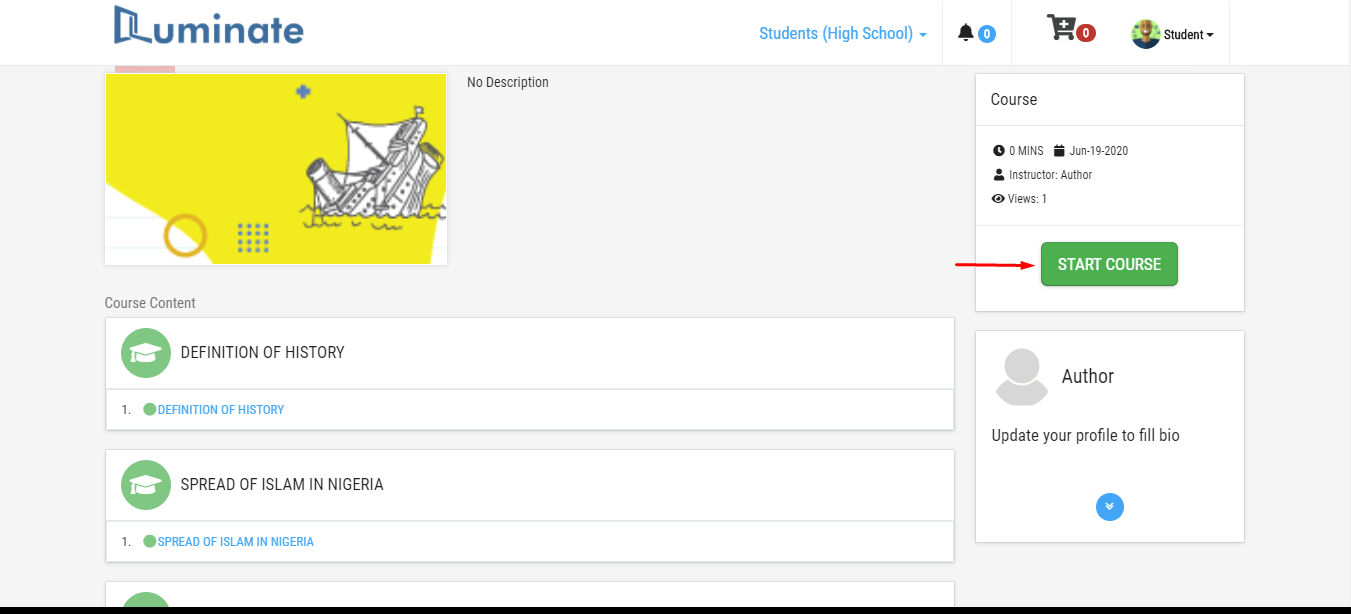 Luminate
Students (High School)
0
0
Student
No Description
Course
0 MINS Jun-19-2020
Instructor: Author
Views: 1
START COURSE
Course Content
DEFINITION OF HISTORY
1. DEFINITION OF HISTORY
SPREAD OF ISLAM IN NIGERIA
1. SPREAD OF ISLAM IN NIGERIA
Author
Update your profile to fill bio